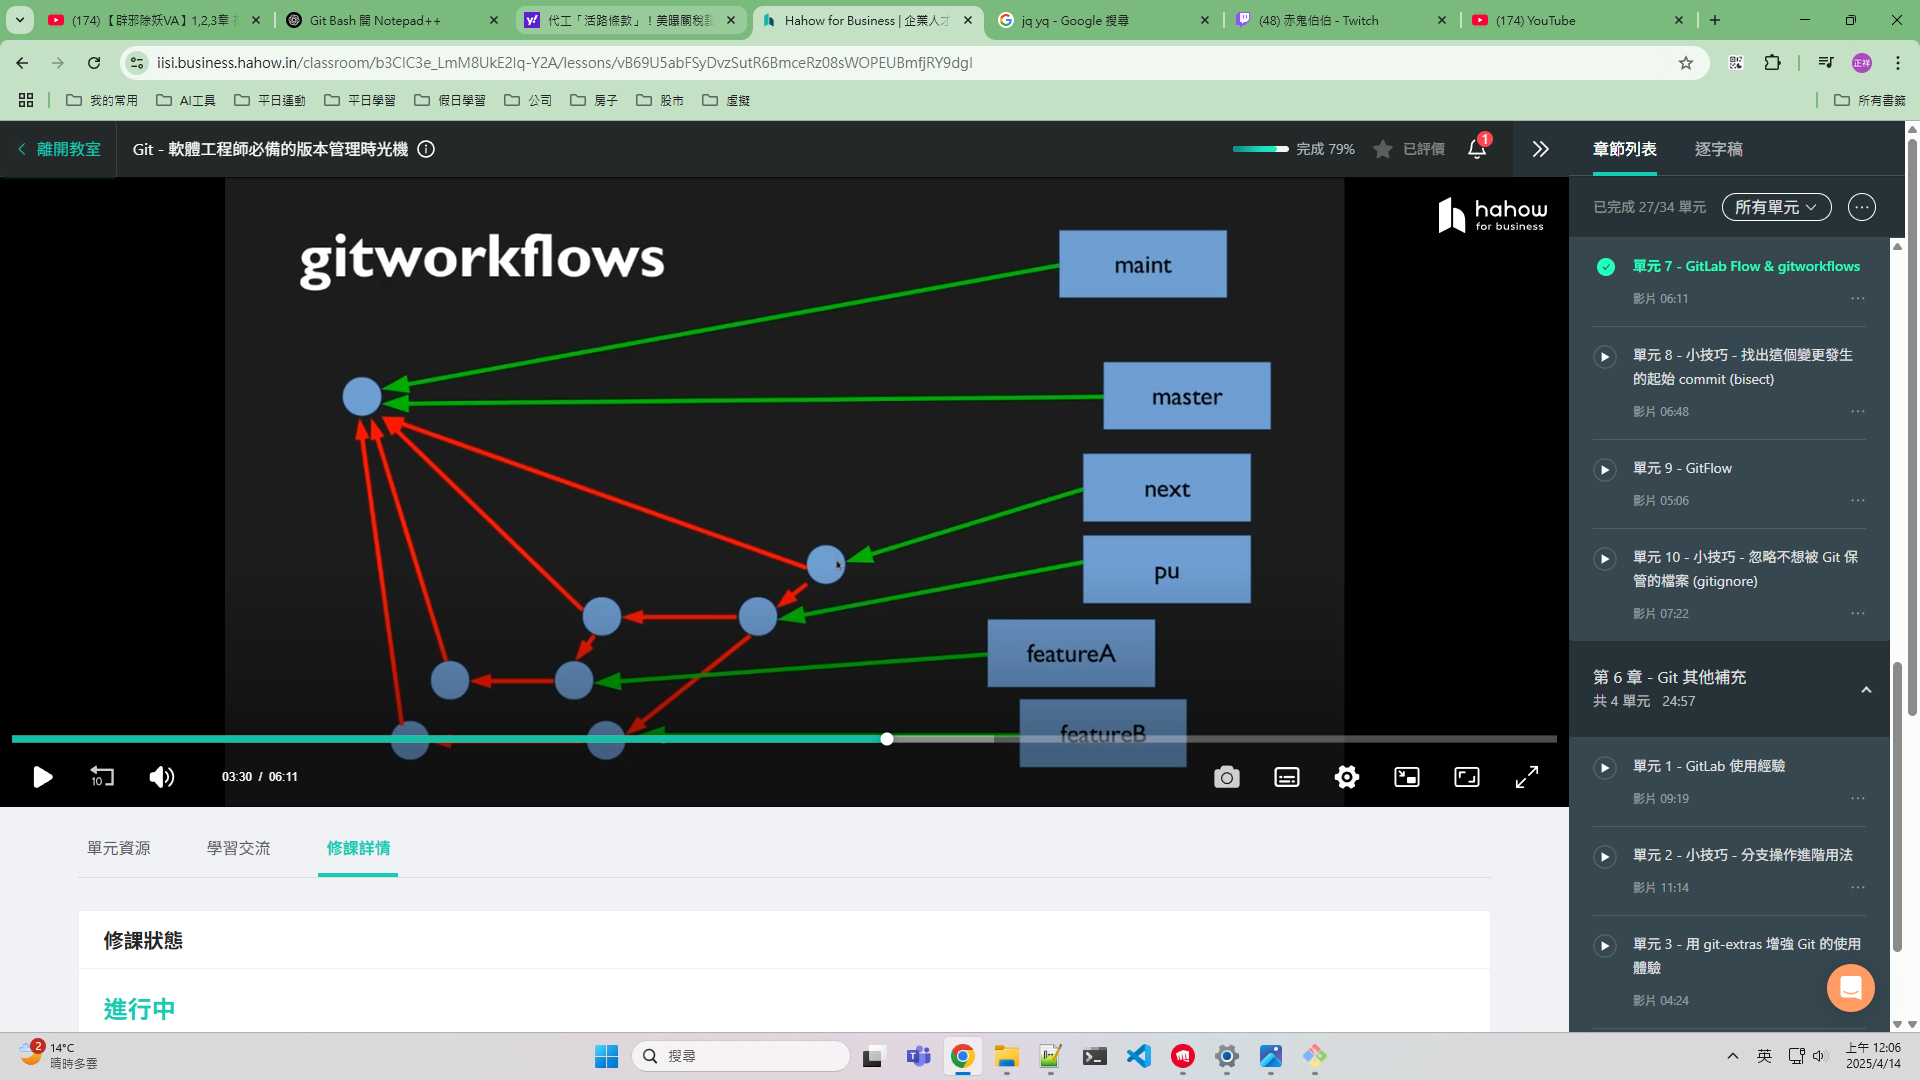 (174) 【辟邪除妖VA】1,2,3章
Git Bash 開 Notepad++
代工「活路條款」！美眼關稅
Hahow for Business | 企業人才
jq yq - Google 搜尋
(48) 赤鬼伯伯 - Twitch
(174) YouTube
iisi.business.hahow.in/classroom/b3ClC3e_LmM8UkE2Iq-Y2A/lessons/vB69U5abFSyDvzSutR6BmceRz08sWOPEUBmfjRY9dgI
正祥
我的常用
AI工具
平日運動
平日學習
假日學習
公司
房子
股市
虛擬
所有書籤
離開教室
Git - 軟體工程師必備的版本管理時光機
完成 79%
已評價
1
章節列表
逐字稿
gitworkflows
hahow
for business
maint
master
next
pu
featureA
featureB
10
03:30 / 06:11
已完成 27/34 單元
所有單元
單元 7 - GitLab Flow & gitworkflows
影片 06:11
單元 8 - 小技巧 - 找出這個變更發生
的起始 commit (bisect)
影片 06:48
單元 9 - GitFlow
影片 05:06
單元 10 - 小技巧 - 忽略不想被 Git 保
管的檔案 (gitignore)
影片 07:22
第 6 章 - Git 其他補充
共 4 單元 24:57
單元 1 - GitLab 使用經驗
影片 09:19
單元 2 - 小技巧 - 分支操作進階用法
影片 11:14
單元 3 - 用 git-extras 增強 Git 的使用
體驗
影片 04:24
單元資源
學習交流
修課詳情
修課狀態
進行中
2
14°C
晴時多雲
搜尋
英
上午 12:06
2025/4/14